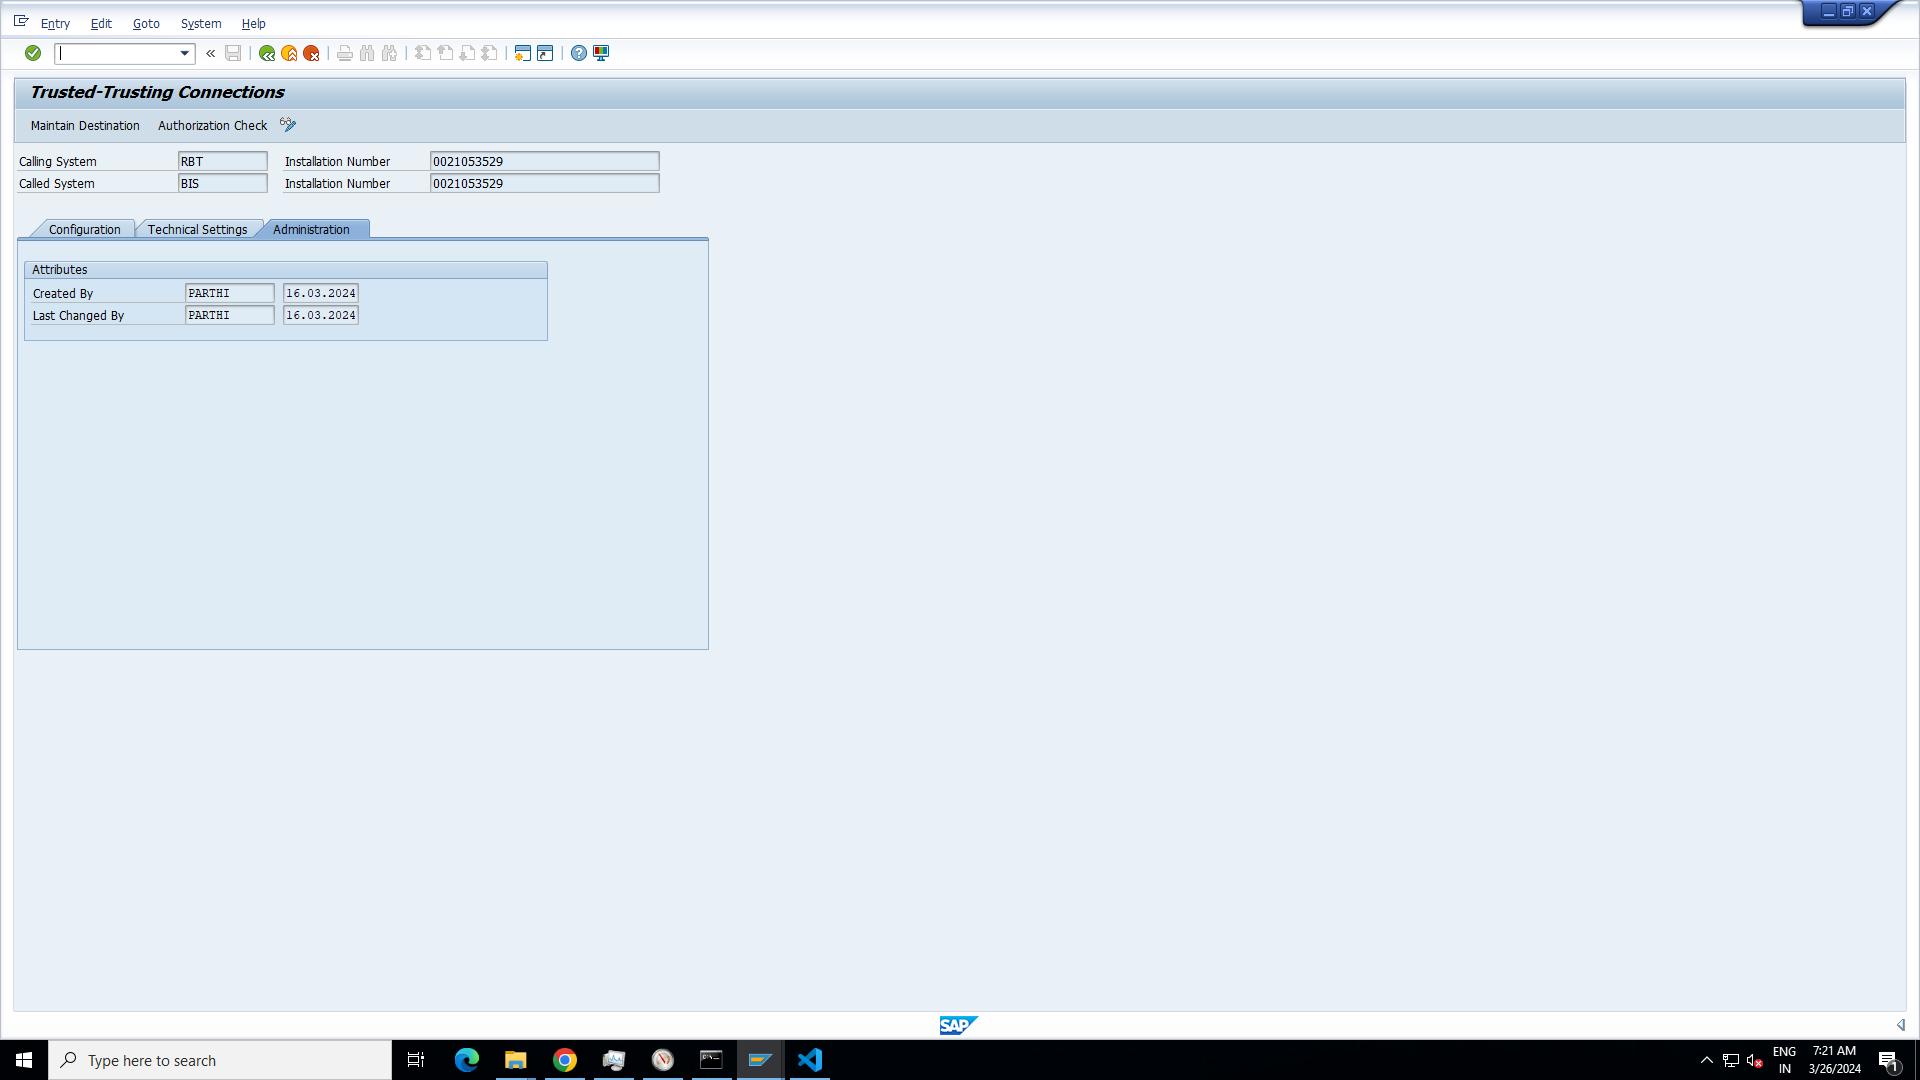 Entry Edit Goto System Help
Trusted-Trusting Connections
Maintain Destination Authorization Check
Calling System RBT Installation Number 0021053529
Called System BIS Installation Number 0021053529
Configuration Technical Settings Administration
Attributes
Created By PARTHI 16.03.2024
Last Changed By PARTHI 16.03.2024
SAP
Type here to search
ENG
IN
7:21 AM
3/26/2024
1